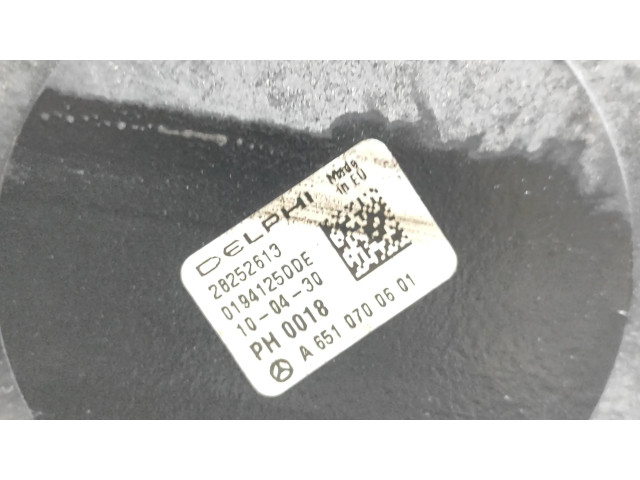 DELPHI
Made
in EU
28252613
01941250DE
10-04-30
PH 0018
A 651 070 06 01